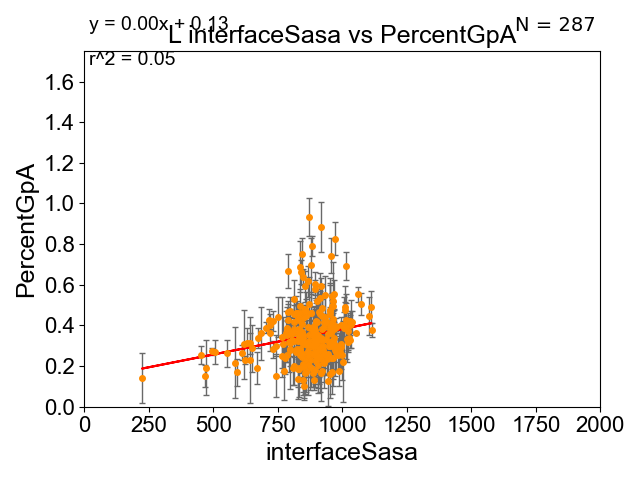 y = 0.00x + 0.13
N = 287
L interfaceSasa vs PercentGpA
r^2 = 0.05
1.6
1.4
1.2
1.0
0.8
0.6
0.4
0.2
0.0
PercentGpA
0 250 500 750 1000 1250 1500 1750 2000
interfaceSasa